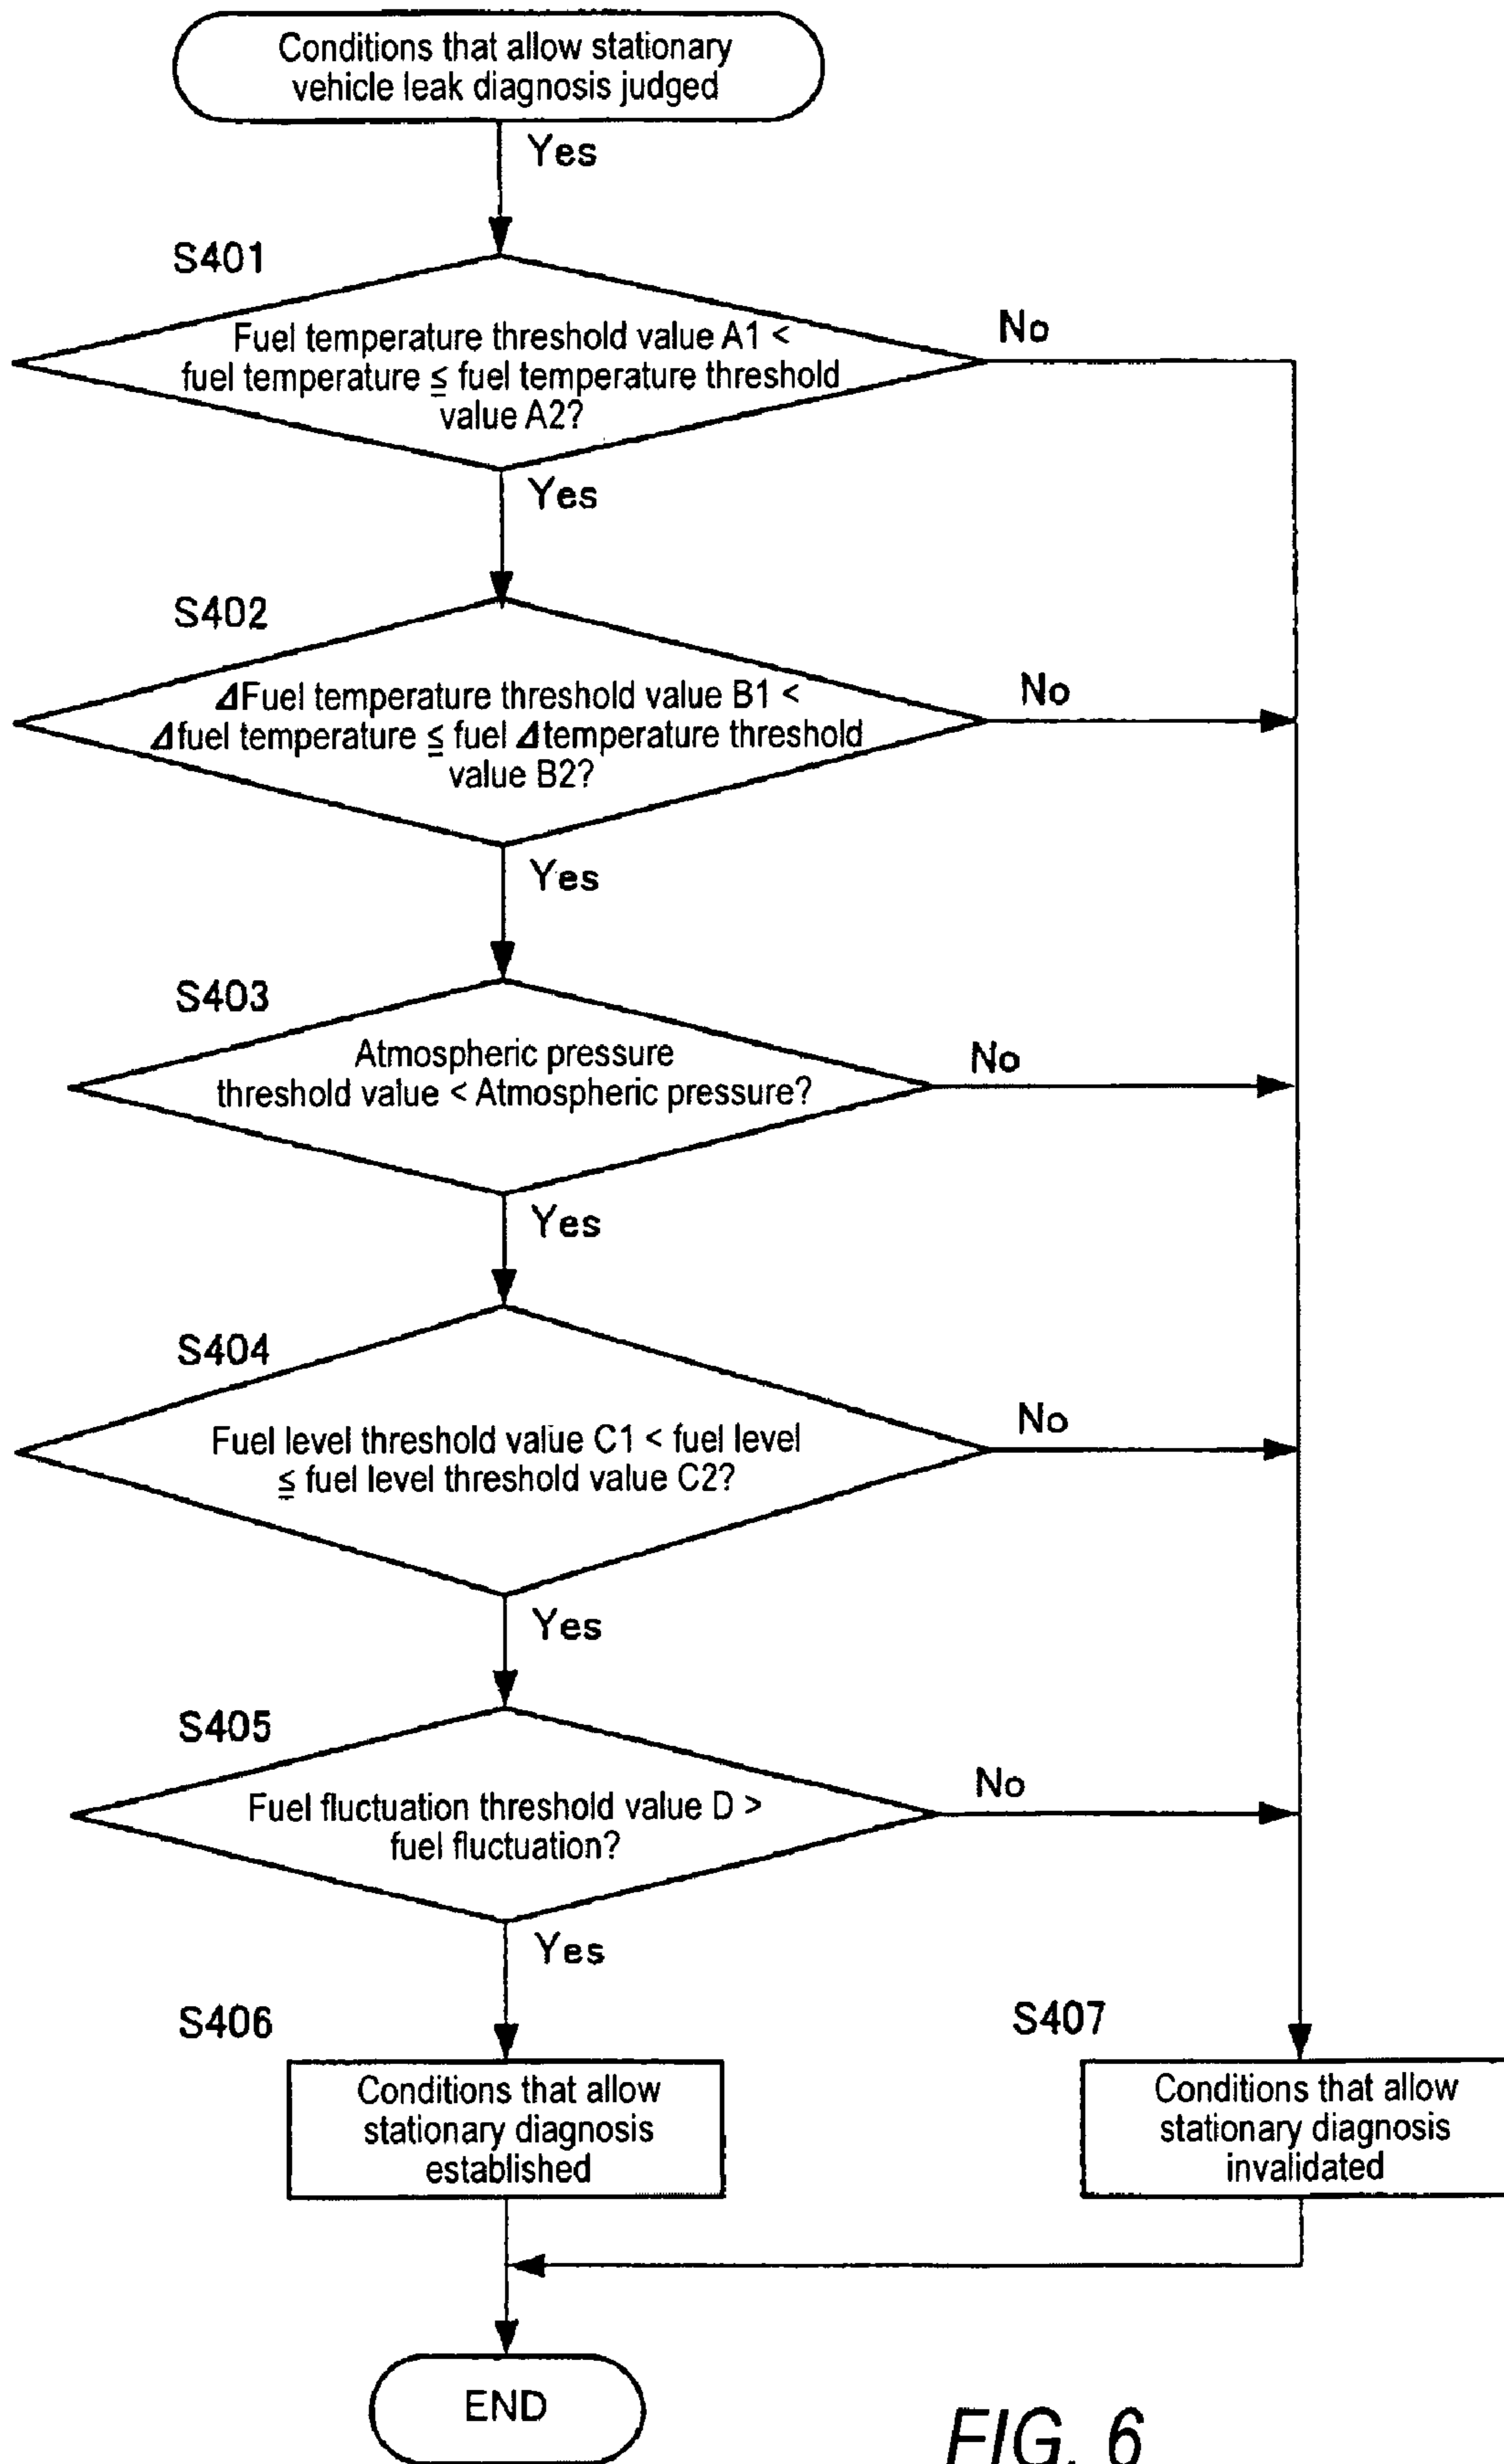 Conditions that allow stationary
vehicle leak diagnosis judged
Yes
S401
Fuel temperature threshold value A1 <
fuel temperature ≦ fuel temperature threshold
value A2?
No
Yes
S402
ΔFuel temperature threshold value B1 <
Δfuel temperature ≦ fuel Δtemperature threshold
value B2?
No
Yes
S403
Atmospheric pressure
threshold value < Atmospheric pressure?
No
Yes
S404
Fuel level threshold value C1 < fuel level
≦ fuel level threshold value C2?
No
Yes
S405
Fuel fluctuation threshold value D >
fuel fluctuation?
No
Yes
S406
Conditions that allow
stationary diagnosis
established
S407
Conditions that allow
stationary diagnosis
invalidated
END
FIG. 6